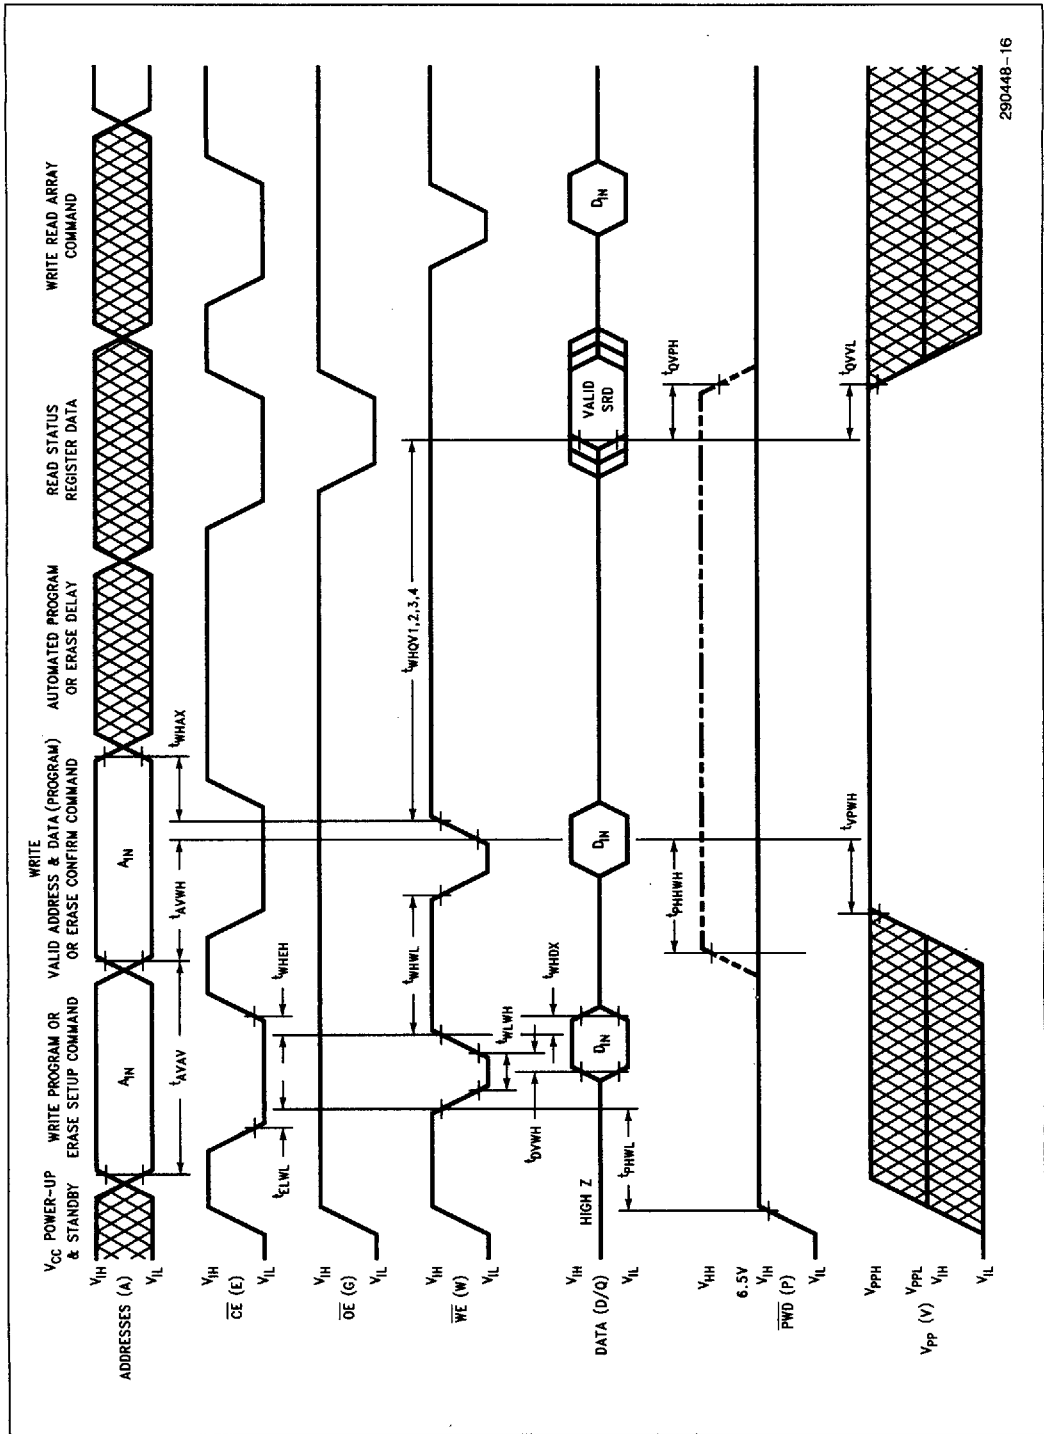 V_CC POWER-UP
& STANDBY
WRITE PROGRAM OR
ERASE SETUP COMMAND
WRITE
VALID ADDRESS & DATA (PROGRAM)
OR ERASE CONFIRM COMMAND
AUTOMATED PROGRAM
OR ERASE DELAY
READ STATUS
REGISTER DATA
WRITE READ ARRAY
COMMAND
V_IH
ADDRESSES (A)
V_IL
A_IN
A_IN
t_AVAV
t_AVWH
t_WHAX
V_IH
C̅E̅ (E)
V_IL
t_ELWL
t_WHEH
V_IH
O̅E̅ (G)
V_IL
t_WHWL
t_WHQV1,2,3,4
V_IH
W̅E̅ (W)
V_IL
t_WLWH
t_DVWH
t_WHDX
V_IH
DATA (D/Q)
V_IL
HIGH Z
D_IN
D_IN
VALID
SRD
D_IN
t_PHWL
t_PHHWH
t_QVPH
V_HH
6.5V
V_IH
P̅W̅D̅ (P)
V_IL
t_VPWH
t_QVVL
V_PPH
V_PPL
V_PP (V)
V_IH
V_IL
290448-16